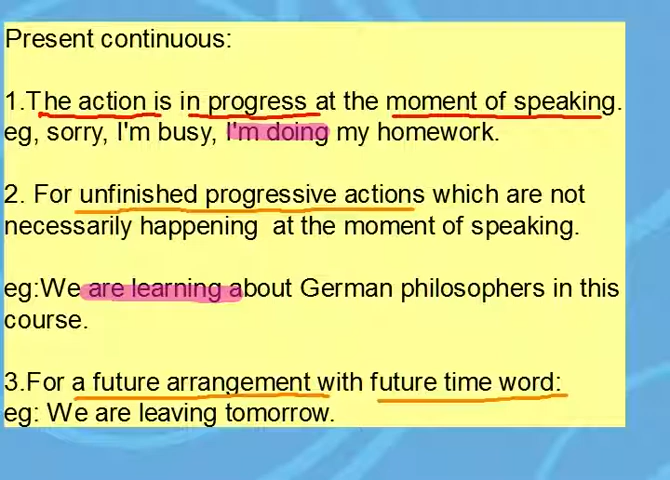 Present continuous:
1.The action is in progress at the moment of speaking.
eg, sorry, I'm busy, I'm doing my homework.
2. For unfinished progressive actions which are not
necessarily happening  at the moment of speaking.
eg:We are learning about German philosophers in this
course.
3.For a future arrangement with future time word:
eg: We are leaving tomorrow.